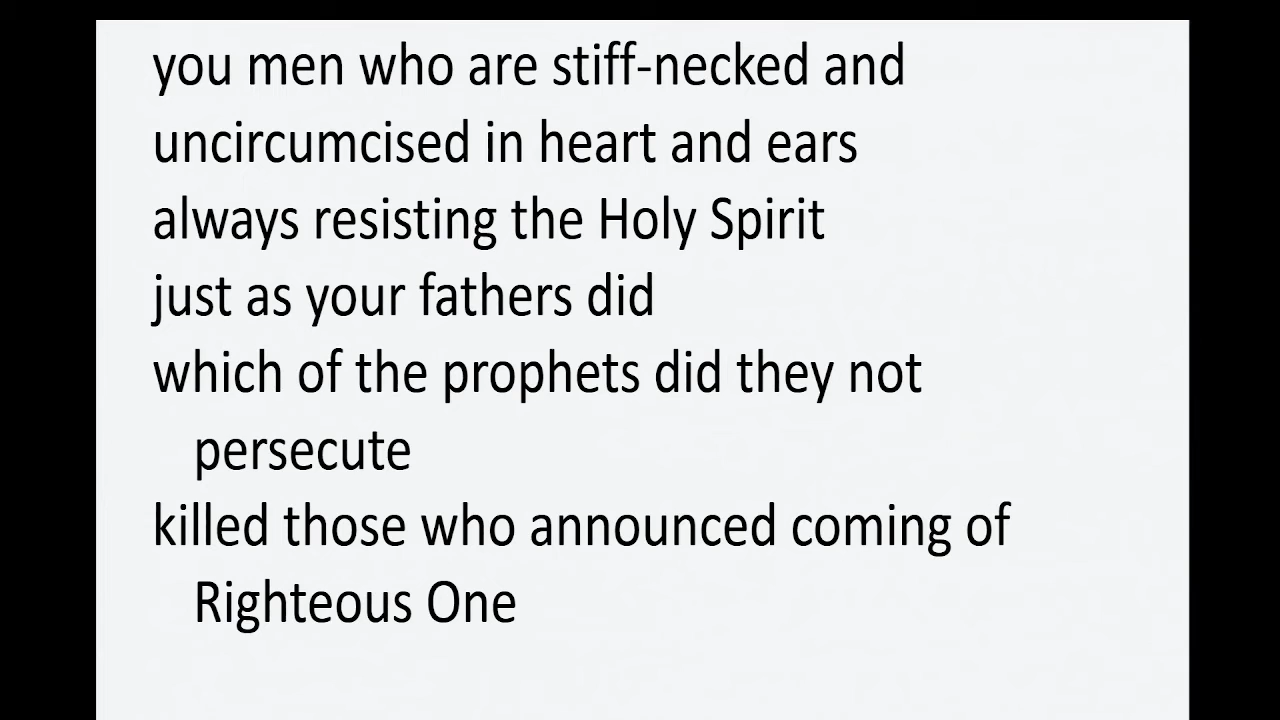 you men who are stiff-necked and
uncircumcised in heart and ears
always resisting the Holy Spirit
just as your fathers did
which of the prophets did they not
persecute
killed those who announced coming of
Righteous One